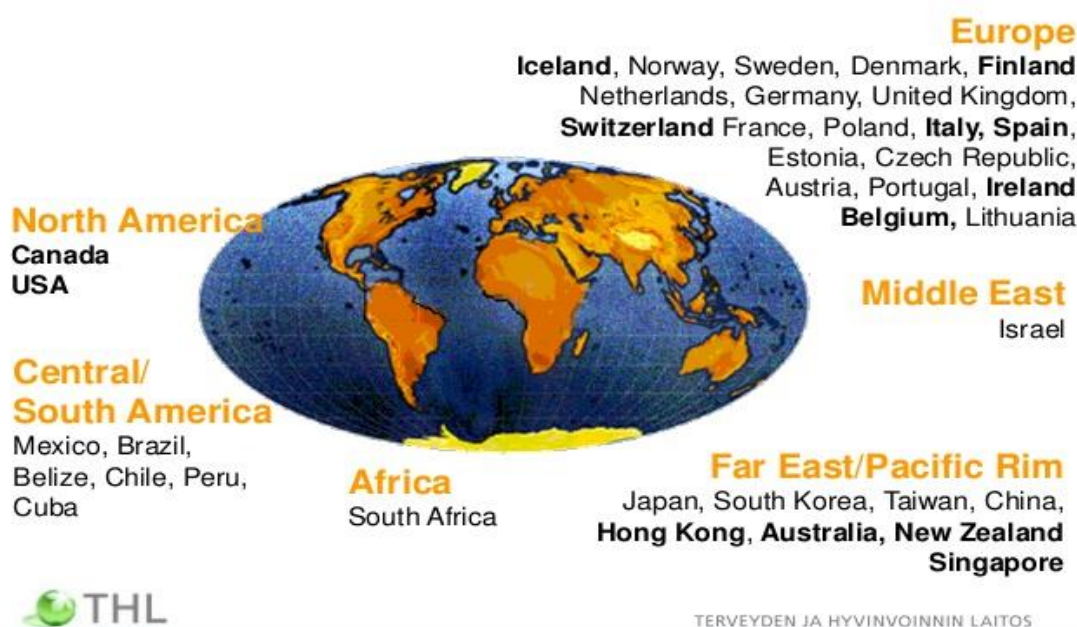 Europe
Iceland, Norway, Sweden, Denmark, Finland
Netherlands, Germany, United Kingdom,
Switzerland France, Poland, Italy, Spain,
Estonia, Czech Republic,
Austria, Portugal, Ireland
Belgium, Lithuania
North America
Canada
USA
Middle East
Israel
Central/
South America
Mexico, Brazil,
Belize, Chile, Peru,
Cuba
Africa
South Africa
Far East/Pacific Rim
Japan, South Korea, Taiwan, China,
Hong Kong, Australia, New Zealand
Singapore
THL
TERVEYDEN JA HYVINVOINNIN LAITOS